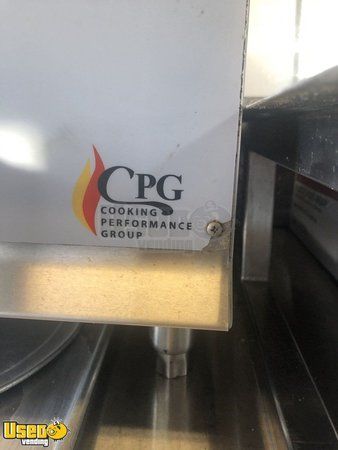 CPG
COOKING
PERFORMANCE
GROUP
USED
vending